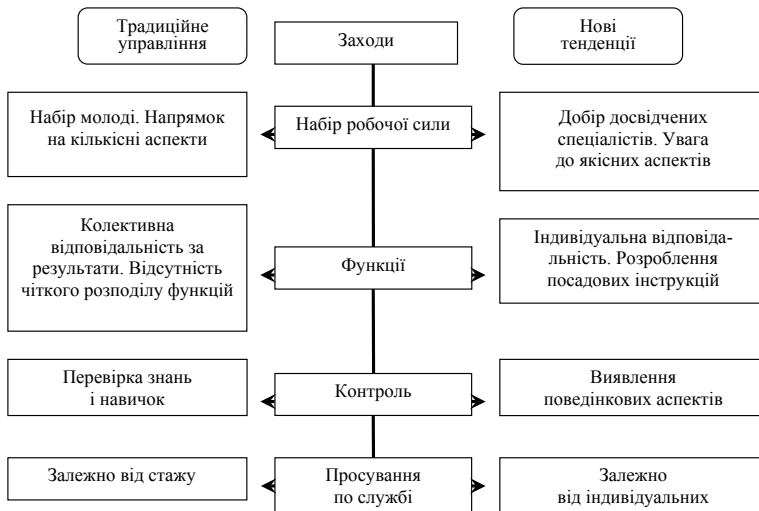 Традиційне
управління
Заходи
Нові
тенденції
Набір молоді. Напрямок
на кількісні аспекти
Набір робочої сили
Добір досвідчених
спеціалістів. Увага
до якісних аспектів
Колективна
відповідальність за
результати. Відсутність
чіткого розподілу функцій
Функції
Індивідуальна відповіда-
льність. Розроблення
посадових інструкцій
Перевірка знань
і навичок
Контроль
Виявлення
поведінкових аспектів
Залежно від стажу
Просування
по службі
Залежно
від індивідуальних